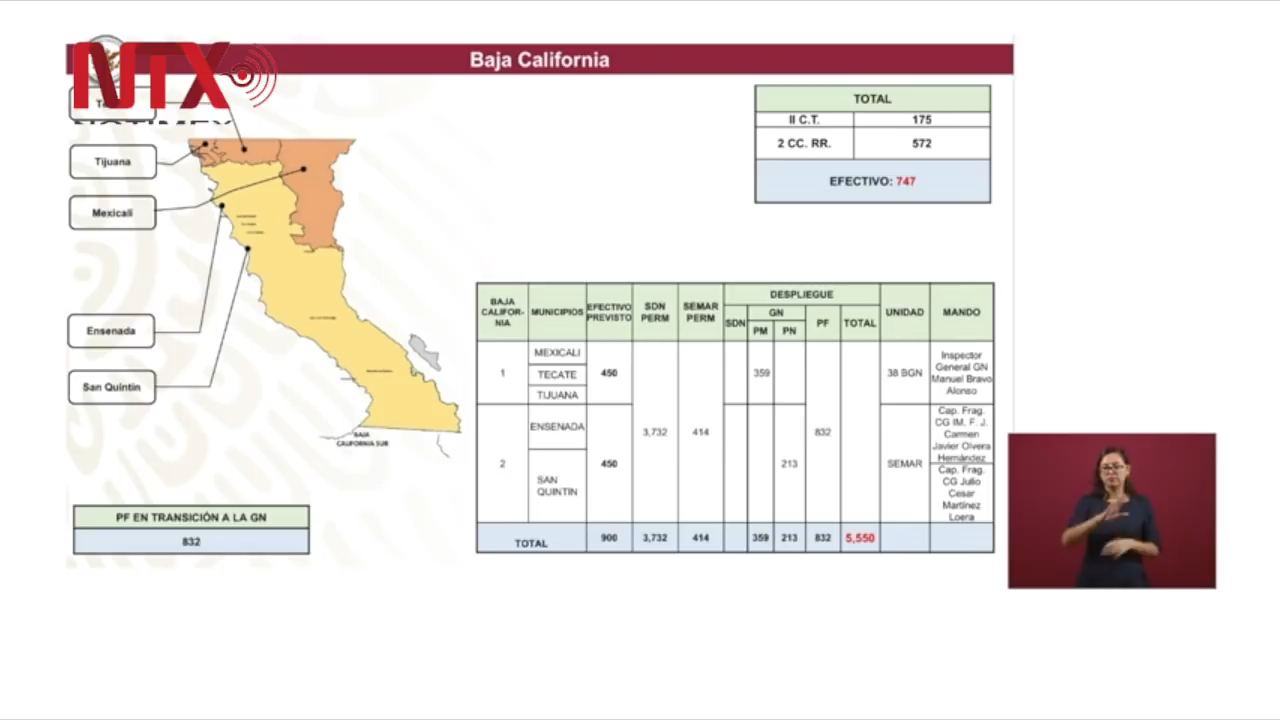 Baja California
NTX
Tijuana
Mexicali
Ensenada
San Quintín
BAJA
CALIFORNIA SUR
TOTAL
II C.T. 175
2 CC. RR. 572
EFECTIVO: 747
BAJA CALIFOR-NIA MUNICIPIOS EFECTIVO PREVISTO SDN PERM SEMAR PERM DESPLIEGUE UNIDAD MANDO
SDN GN PF TOTAL
PM PN
1 MEXICALI 450 359 38 BGN Inspector
TECATE General GN
TIJUANA Manuel Bravo
Alonso
2 ENSENADA 450 3,732 414 213 832 SEMAR Cap. Frag.
SAN CG IM. F. J.
QUINTIN Carmen
Javier Olvera
Hernández
Cap. Frag.
CG Julio
Cesar
Martínez
Loera
TOTAL 900 3,732 414 359 213 832 5,550
PF EN TRANSICIÓN A LA GN
832